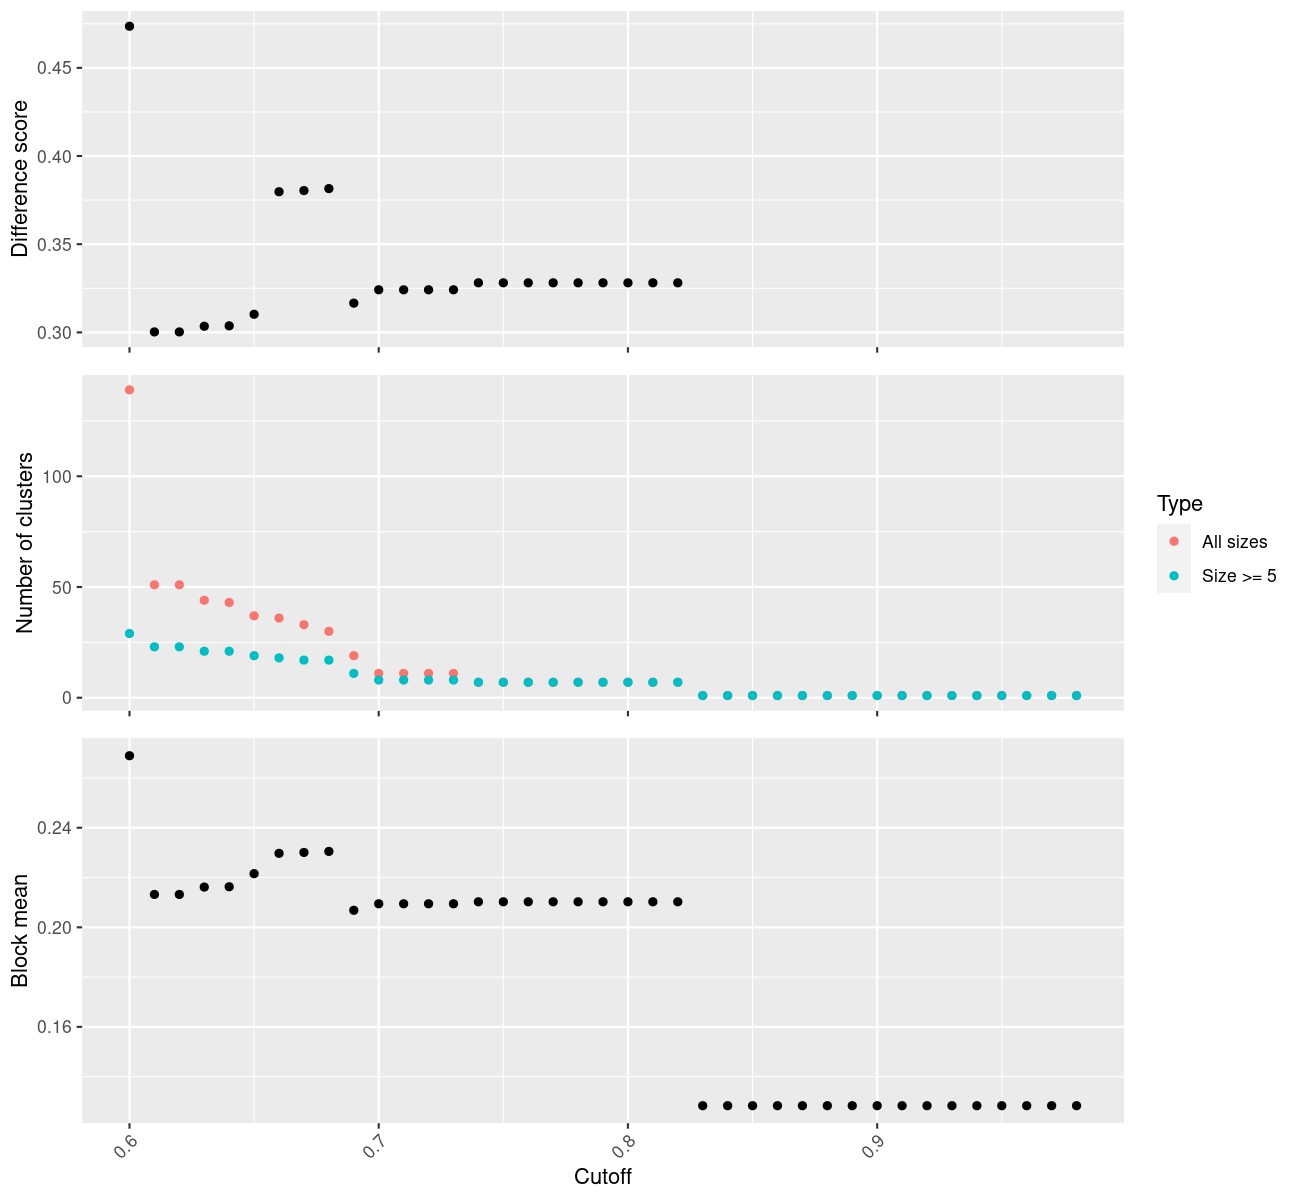 Difference score
0.45
0.40
0.35
0.30
Number of clusters
100
50
0
Type
All sizes
Size >= 5
Block mean
0.24
0.20
0.16
0.6
0.7
0.8
0.9
Cutoff